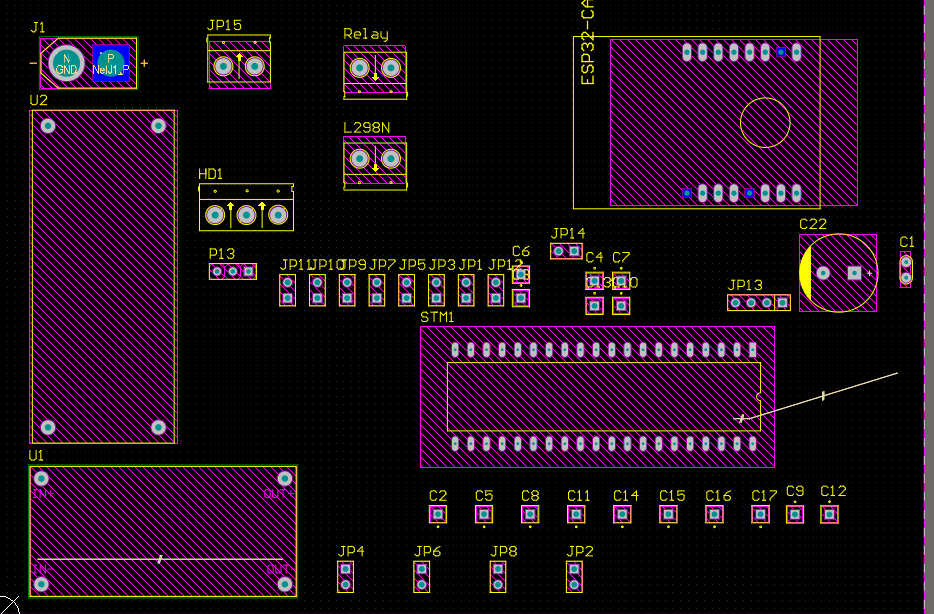 J1
JP15
Relay
ESP32-CA
N
GND
P
NetJ1_P
- +
U2
L298N
HD1
P13
JP14
C22
C1
JP11
JP10
JP9
JP7
JP5
JP3
JP1
JP12
C6
C4
C7
JP13
+
STM1
U1
IN+
OUT+
IN-
OUT-
C2
C5
C8
C11
C14
C15
C16
C17
C9
C12
JP4
JP6
JP8
JP2